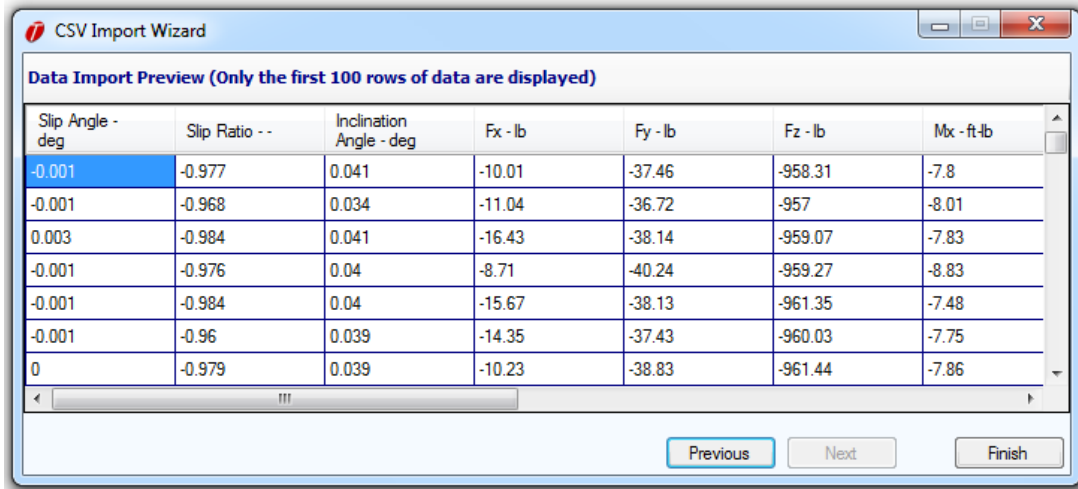 CSV Import Wizard
Data Import Preview (Only the first 100 rows of data are displayed)
Slip Angle - deg Slip Ratio - - Inclination Angle - deg Fx - lb Fy - lb Fz - lb Mx - ft-lb
-0.001 -0.977 0.041 -10.01 -37.46 -958.31 -7.8
-0.001 -0.968 0.034 -11.04 -36.72 -957 -8.01
0.003 -0.984 0.041 -16.43 -38.14 -959.07 -7.83
-0.001 -0.976 0.04 -8.71 -40.24 -959.27 -8.83
-0.001 -0.984 0.04 -15.67 -38.13 -961.35 -7.48
-0.001 -0.96 0.039 -14.35 -37.43 -960.03 -7.75
0 -0.979 0.039 -10.23 -38.83 -961.44 -7.86
Previous Next Finish